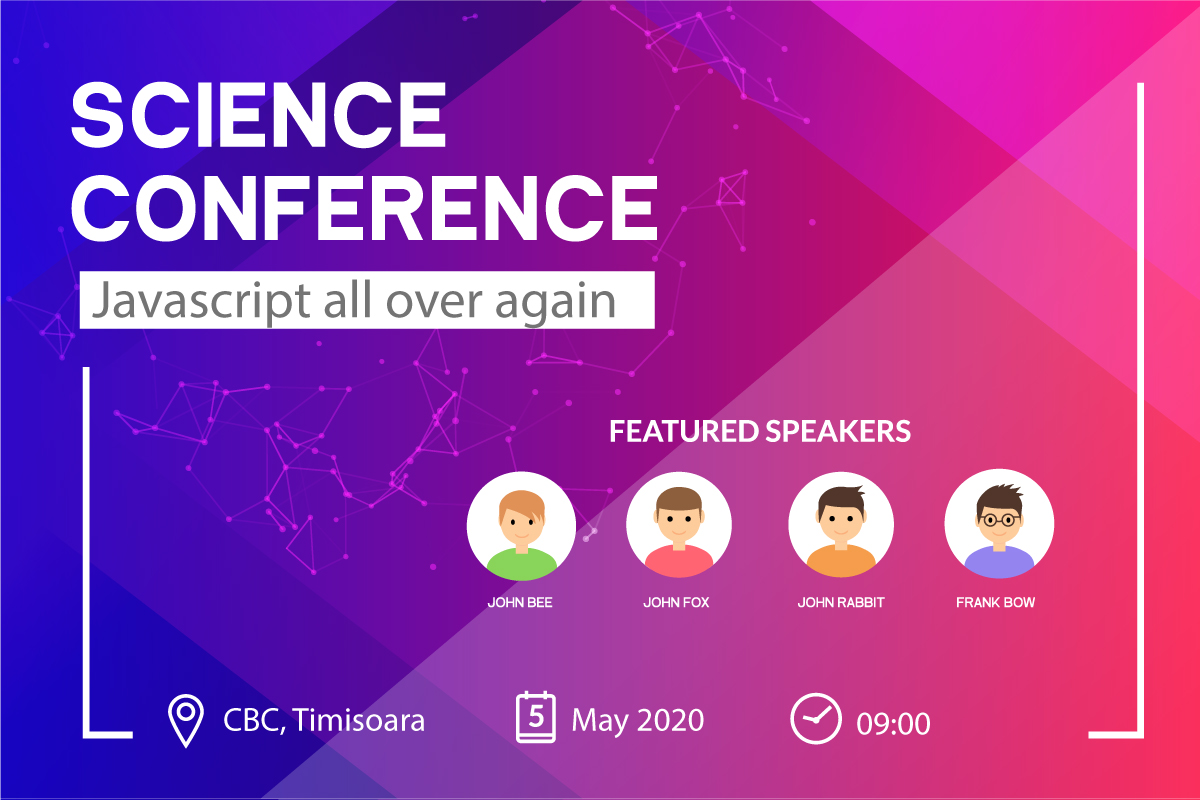 SCIENCE
CONFERENCE
Javascript all over again
FEATURED SPEAKERS
JOHN BEE JOHN FOX JOHN RABBIT FRANK BOW
CBC, Timisoara 5 May 2020 09:00